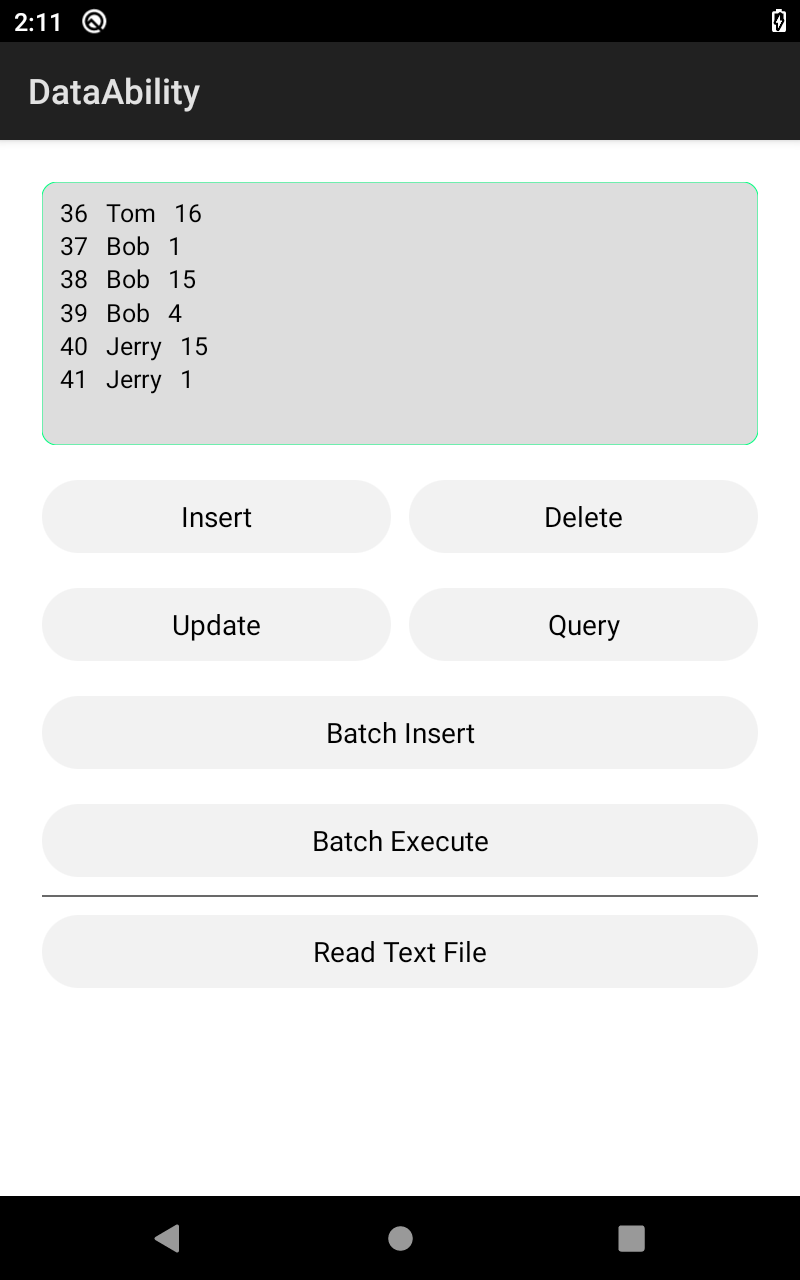 2:11
DataAbility
36 Tom 16
37 Bob 1
38 Bob 15
39 Bob 4
40 Jerry 15
41 Jerry 1
Insert Delete
Update Query
Batch Insert
Batch Execute
Read Text File